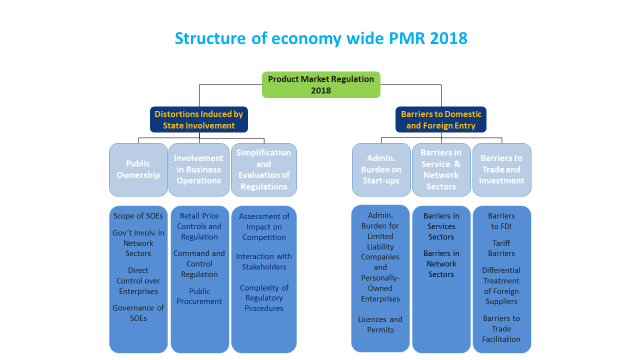 Structure of economy wide PMR 2018
Product Market Regulation
2018
Distortions Induced by
State Involvement
Barriers to Domestic
and Foreign Entry
Public
Ownership
Involvement
in Business
Operations
Simplification
and
Evaluation of
Regulations
Admin.
Burden on
Start-ups
Barriers in
Service &
Network
Sectors
Barriers to
Trade and
Investment
Scope of SOEs
Gov't Involv. in
Network
Sectors
Direct
Control over
Enterprises
Governance of
SOEs
Retail Price
Controls and
Regulation
Command and
Control
Regulation
Public
Procurement
Assessment of
Impact on
Competition
Interaction with
Stakeholders
Complexity of
Regulatory
Procedures
Admin.
Burden for
Limited
Liability
Companies
and
Personally-
Owned
Enterprises
Licences and
Permits
Barriers in
Services
Sectors
Barriers in
Network
Sectors
Barriers
to FDI
Tariff
Barriers
Differential
Treatment
of Foreign
Suppliers
Barriers to
Trade
Facilitation